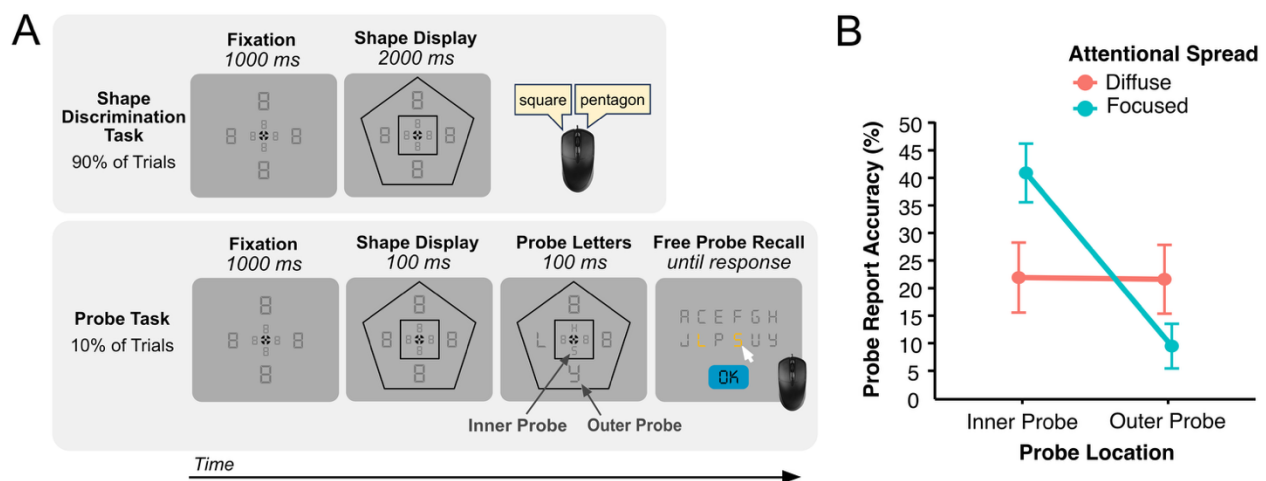 A
Fixation
1000 ms
Shape Display
2000 ms
Shape
Discrimination
Task
90% of Trials
square
pentagon
Fixation
1000 ms
Shape Display
100 ms
Probe Letters
100 ms
Free Probe Recall
until response
Probe Task
10% of Trials
H
L
S
Y
A C E F G H
J L P S U Y
OK
Inner Probe
Outer Probe
Time
B
Attentional Spread
Diffuse
Focused
Probe Report Accuracy (%)
50
45
40
35
30
25
20
15
10
5
0
Inner Probe
Outer Probe
Probe Location